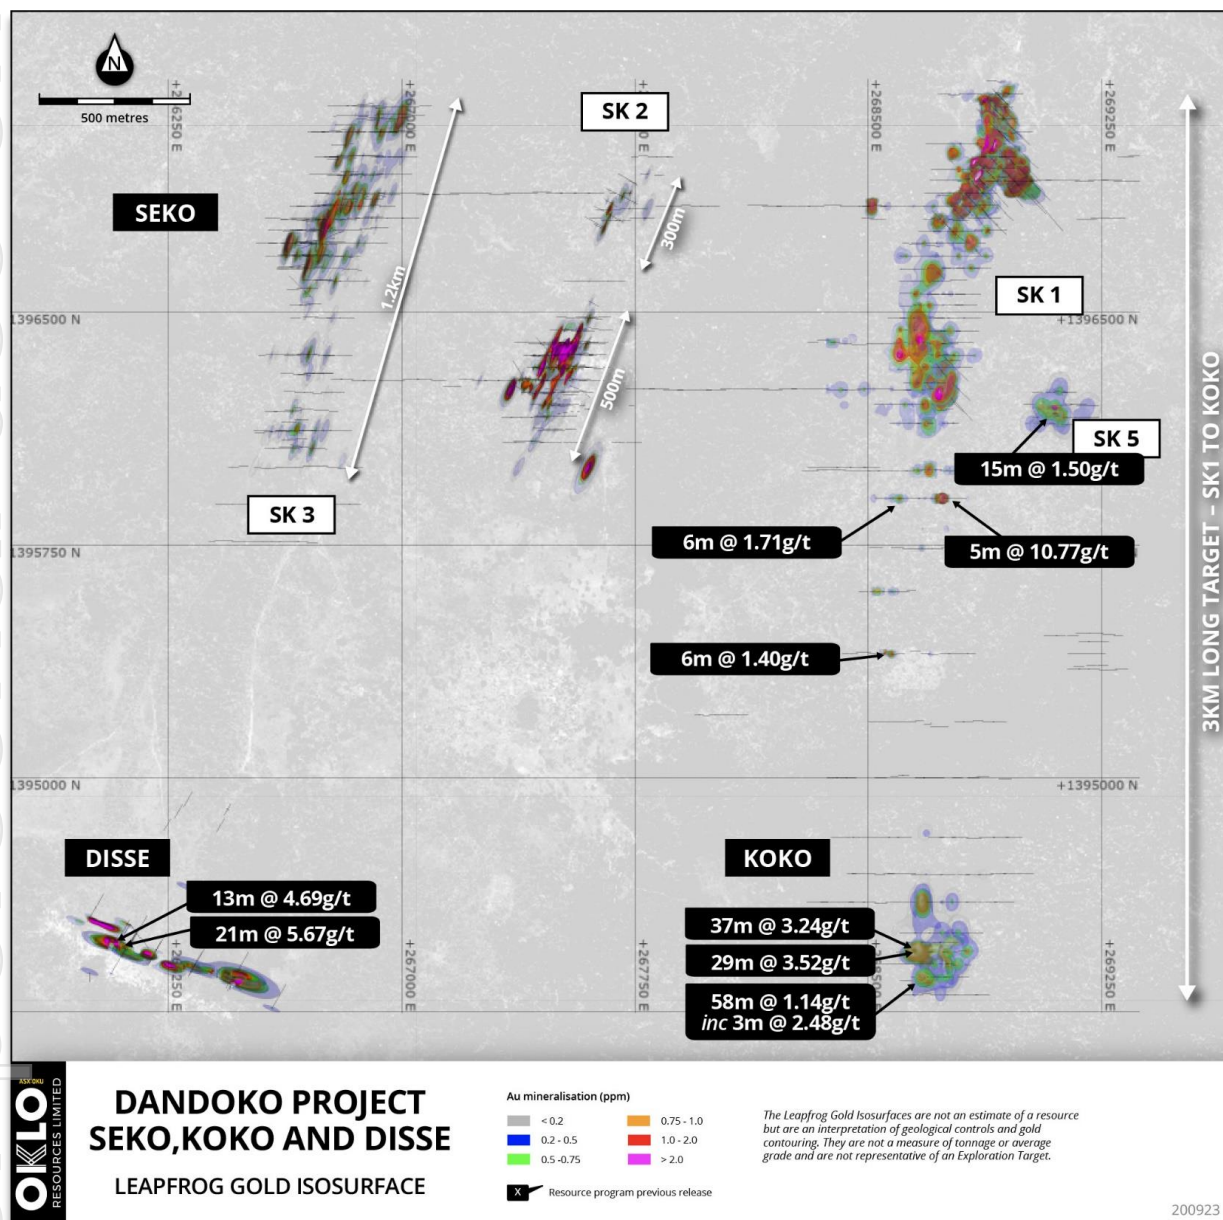 N
500 metres
+266250 E
+267000 E
SK 2
+268500 E
+269250 E
SEKO
300m
1.2km
SK 1
1396500 N
+1396500 N
500m
SK 5
15m @ 1.50g/t
SK 3
6m @ 1.71g/t
5m @ 10.77g/t
1395750 N
6m @ 1.40g/t
3KM LONG TARGET – SK1 TO KOKO
1395000 N
+1395000 N
DISSE
KOKO
13m @ 4.69g/t
21m @ 5.67g/t
37m @ 3.24g/t
29m @ 3.52g/t
58m @ 1.14g/t
inc 3m @ 2.48g/t
+267000 E
+267750 E
+269250 E
ASX:OKU
OKLO
RESOURCES LIMITED
DANDOKO PROJECT
SEKO,KOKO AND DISSE
LEAPFROG GOLD ISOSURFACE
Au mineralisation (ppm)
< 0.2
0.75 - 1.0
0.2 - 0.5
1.0 - 2.0
0.5 -0.75
> 2.0
X
Resource program previous release
The Leapfrog Gold Isosurfaces are not an estimate of a resource
but are an interpretation of geological controls and gold
contouring. They are not a measure of tonnage or average
grade and are not representative of an Exploration Target.
200923